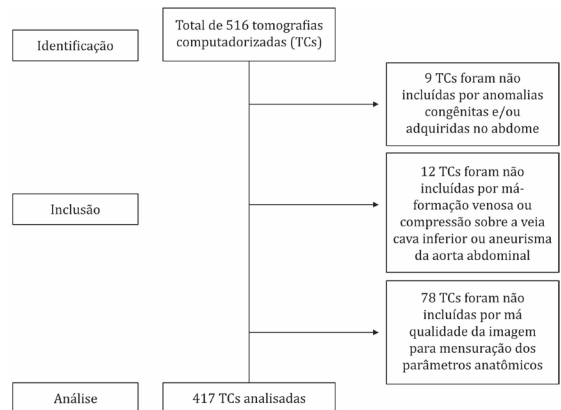 Identificação
Total de 516 tomografias
computadorizadas (TCs)
9 TCs foram não
incluídas por anomalias
congênitas e/ou
adquiridas no abdome
Inclusão
12 TCs foram não
incluídas por má-
formação venosa ou
compressão sobre a veia
cava inferior ou aneurisma
da aorta abdominal
78 TCs foram não
incluídas por má
qualidade da imagem
para mensuração dos
parâmetros anatômicos
Análise
417 TCs analisadas